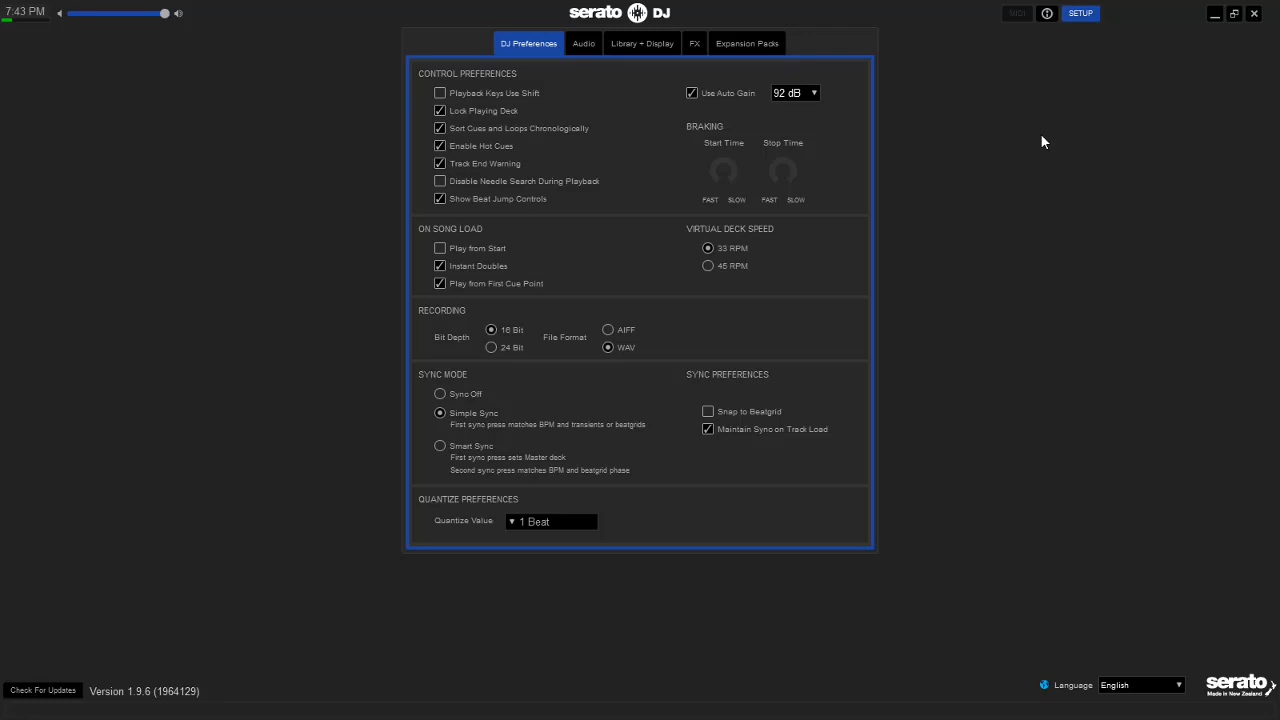 7:43 PM
serato DJ
MIDI
SETUP
DJ Preferences
Audio
Library + Display
FX
Expansion Packs
CONTROL PREFERENCES
Playback Keys Use Shift
Lock Playing Deck
Sort Cues and Loops Chronologically
Enable Hot Cues
Track End Warning
Disable Needle Search During Playback
Show Beat Jump Controls
Use Auto Gain
92 dB
BRAKING
Start Time
Stop Time
FAST SLOW FAST SLOW
ON SONG LOAD
Play from Start
Instant Doubles
Play from First Cue Point
VIRTUAL DECK SPEED
33 RPM
45 RPM
RECORDING
Bit Depth
16 Bit
24 Bit
File Format
AIFF
WAV
SYNC MODE
Sync Off
Simple Sync
First sync press matches BPM and transients or beatgrids
Smart Sync
First sync press sets Master deck
Second sync press matches BPM and beatgrid phase
SYNC PREFERENCES
Snap to Beatgrid
Maintain Sync on Track Load
QUANTIZE PREFERENCES
Quantize Value
1 Beat
Check For Updates
Version 1.9.6 (1964129)
Language
English
serato
Made in New Zealand